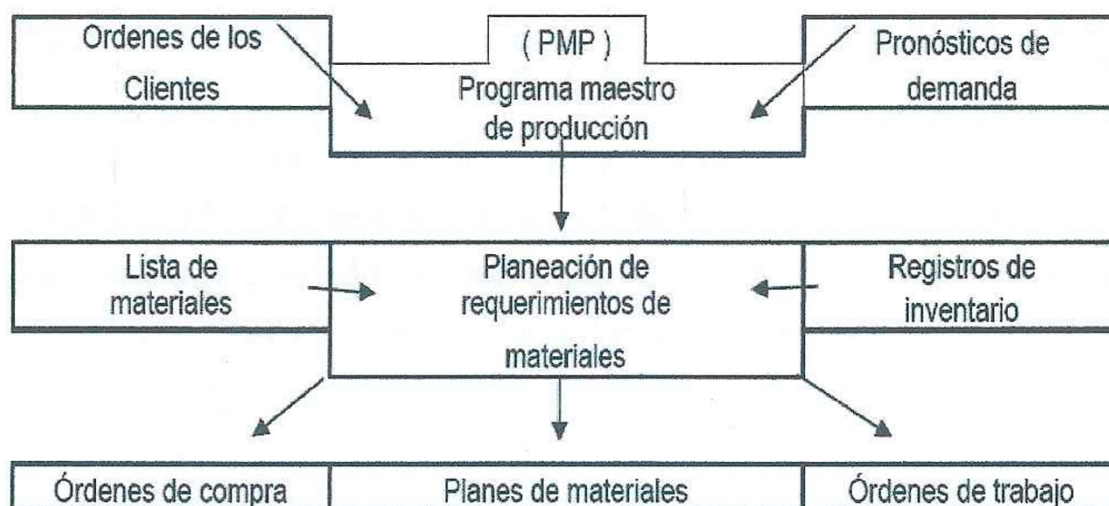 Ordenes de los
Clientes
( PMP )
Programa maestro
de producción
Pronósticos de
demanda
Lista de
materiales
Planeación de
requerimientos de
materiales
Registros de
inventario
Órdenes de compra
Planes de materiales
Órdenes de trabajo